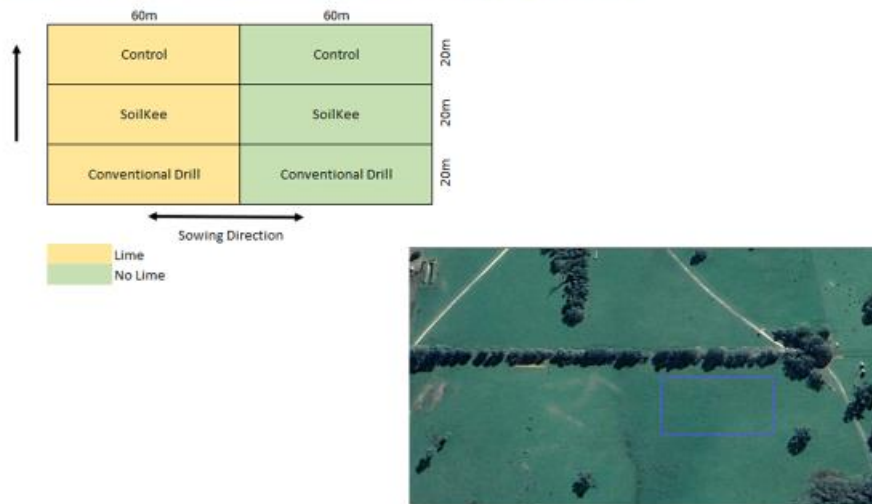 60m 60m
Control Control 20m
SoilKee SoilKee 20m
Conventional Drill Conventional Drill 20m
Sowing Direction
Lime
No Lime